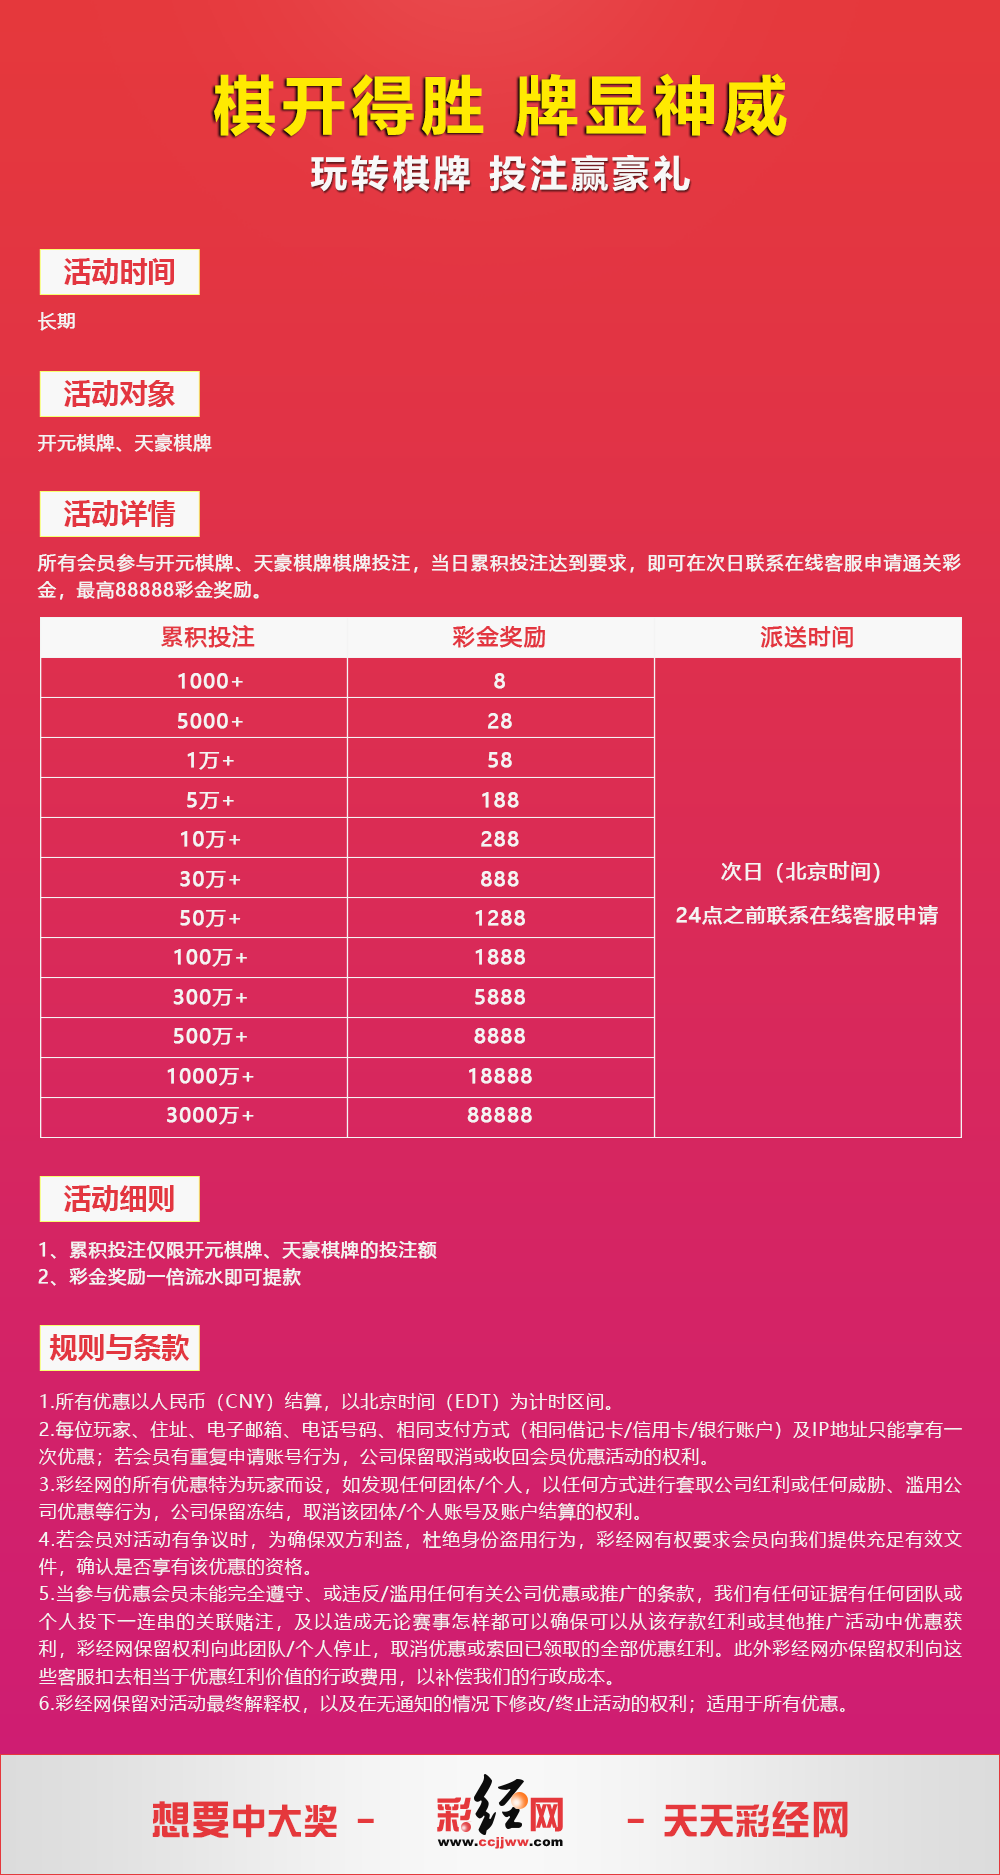 棋开得胜 牌显神威
玩转棋牌 投注赢豪礼
活动时间
长期
活动对象
开元棋牌、天豪棋牌
活动详情
所有会员参与开元棋牌、天豪棋牌棋牌投注，当日累积投注达到要求，即可在次日联系在线客服申请通关彩
金，最高88888彩金奖励。
累积投注 彩金奖励 派送时间
1000+ 8
5000+ 28
1万+ 58
5万+ 188
10万+ 288
30万+ 888
次日（北京时间）
50万+ 1288
24点之前联系在线客服申请
100万+ 1888
300万+ 5888
500万+ 8888
1000万+ 18888
3000万+ 88888
活动细则
1、累积投注仅限开元棋牌、天豪棋牌的投注额
2、彩金奖励一倍流水即可提款
规则与条款
1.所有优惠以人民币（CNY）结算，以北京时间（EDT）为计时区间。
2.每位玩家、住址、电子邮箱、电话号码、相同支付方式（相同借记卡/信用卡/银行账户）及IP地址只能享有一
次优惠；若会员有重复申请账号行为，公司保留取消或收回会员优惠活动的权利。
3.彩经网的所有优惠特为玩家而设，如发现任何团体/个人，以任何方式进行套取公司红利或任何威胁、滥用公
司优惠等行为，公司保留冻结，取消该团体/个人账号及账户结算的权利。
4.若会员对活动有争议时，为确保双方利益，杜绝身份盗用行为，彩经网有权要求会员向我们提供充足有效文
件，确认是否享有该优惠的资格。
5.当参与优惠会员未能完全遵守、或违反/滥用任何有关公司优惠或推广的条款，我们有任何证据有任何团队或
个人投下一连串的关联赌注，及以造成无论赛事怎样都可以确保可以从该存款红利或其他推广活动中优惠获
利，彩经网保留权利向此团队/个人停止，取消优惠或索回已领取的全部优惠红利。此外彩经网亦保留权利向这
些客服扣去相当于优惠红利价值的行政费用，以补偿我们的行政成本。
6.彩经网保留对活动最终解释权，以及在无通知的情况下修改/终止活动的权利；适用于所有优惠。
想要中大奖 - 彩经网 - 天天彩经网
www.ccjjww.com